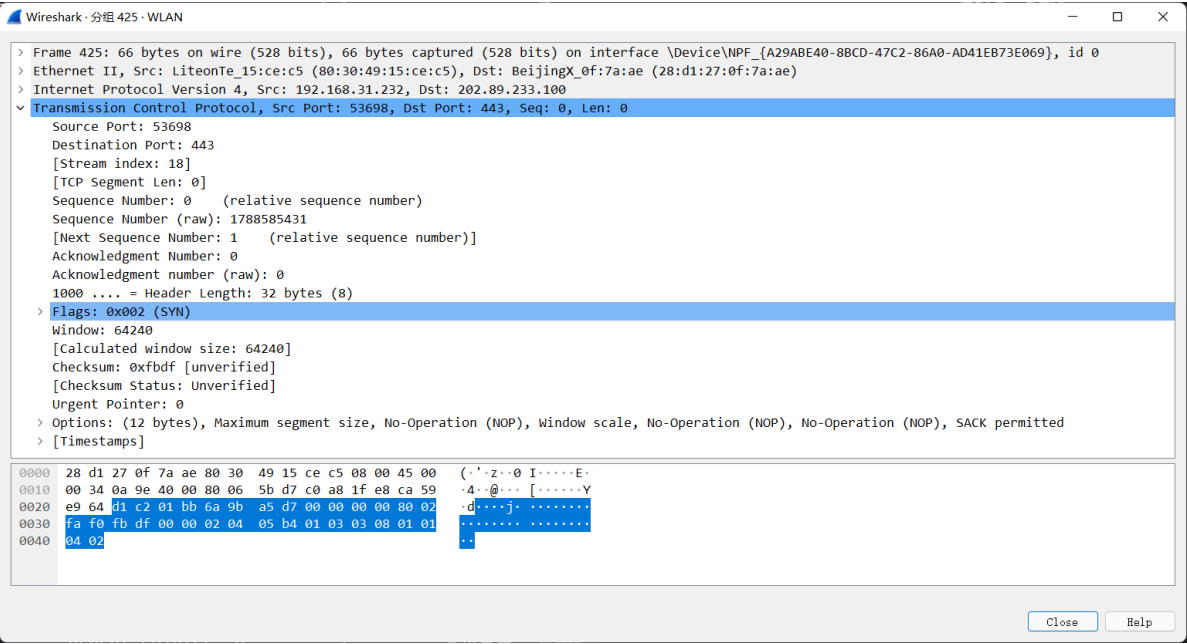 Wireshark · 分组 425 · WLAN
Frame 425: 66 bytes on wire (528 bits), 66 bytes captured (528 bits) on interface \Device\NPF_{A29ABE40-8BCD-47C2-86A0-AD41EB73E069}, id 0
Ethernet II, Src: LiteonTe_15:ce:c5 (80:30:49:15:ce:c5), Dst: BeijingX_0f:7a:ae (28:d1:27:0f:7a:ae)
Internet Protocol Version 4, Src: 192.168.31.232, Dst: 202.89.233.100
Transmission Control Protocol, Src Port: 53698, Dst Port: 443, Seq: 0, Len: 0
Source Port: 53698
Destination Port: 443
[Stream index: 18]
[TCP Segment Len: 0]
Sequence Number: 0    (relative sequence number)
Sequence Number (raw): 1788585431
[Next Sequence Number: 1    (relative sequence number)]
Acknowledgment Number: 0
Acknowledgment number (raw): 0
1000 .... = Header Length: 32 bytes (8)
Flags: 0x002 (SYN)
Window: 64240
[Calculated window size: 64240]
Checksum: 0xfbdf [unverified]
[Checksum Status: Unverified]
Urgent Pointer: 0
Options: (12 bytes), Maximum segment size, No-Operation (NOP), Window scale, No-Operation (NOP), No-Operation (NOP), SACK permitted
[Timestamps]
0000  28 d1 27 0f 7a ae 80 30  49 15 ce c5 08 00 45 00  (·'·z··0 I·····E·
0010  00 34 0a 9e 40 00 80 06  5b d7 c0 a8 1f e8 ca 59  ·4··@··· [······Y
0020  e9 64 d1 c2 01 bb 6a 9b  a5 d7 00 00 00 00 80 02  ·d····j· ········
0030  fa f0 fb df 00 00 02 04  05 b4 01 03 03 08 01 01  ········ ········
0040  04 02  ··
Close Help